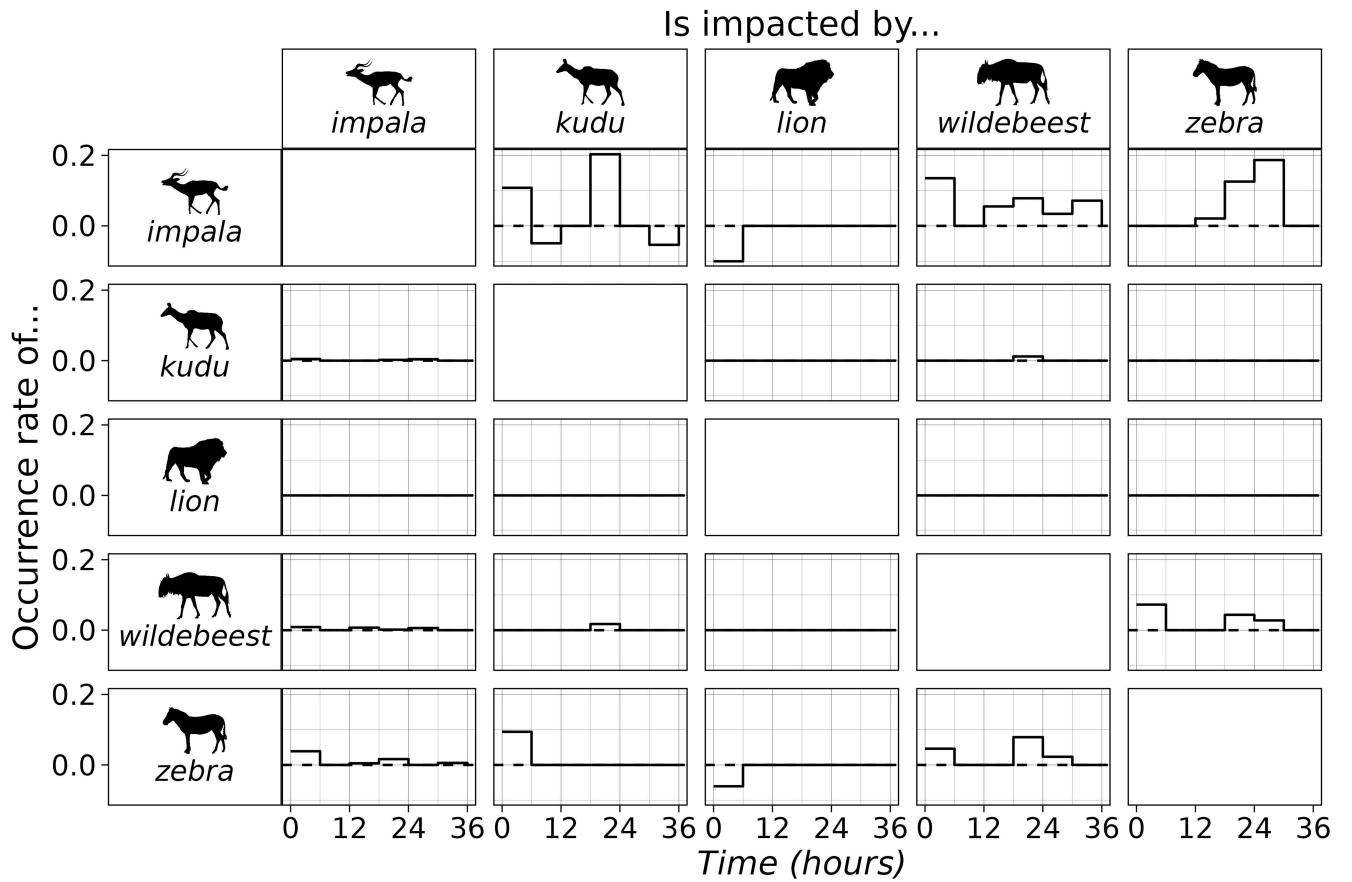 Is impacted by...
impala kudu lion wildebeest zebra
Occurrence rate of...
0.2
impala
0.0
0.2
kudu
0.0
0.2
lion
0.0
0.2
wildebeest
0.0
0.2
zebra
0.0
0 12 24 36 0 12 24 36 0 12 24 36 0 12 24 36 0 12 24 36
Time (hours)